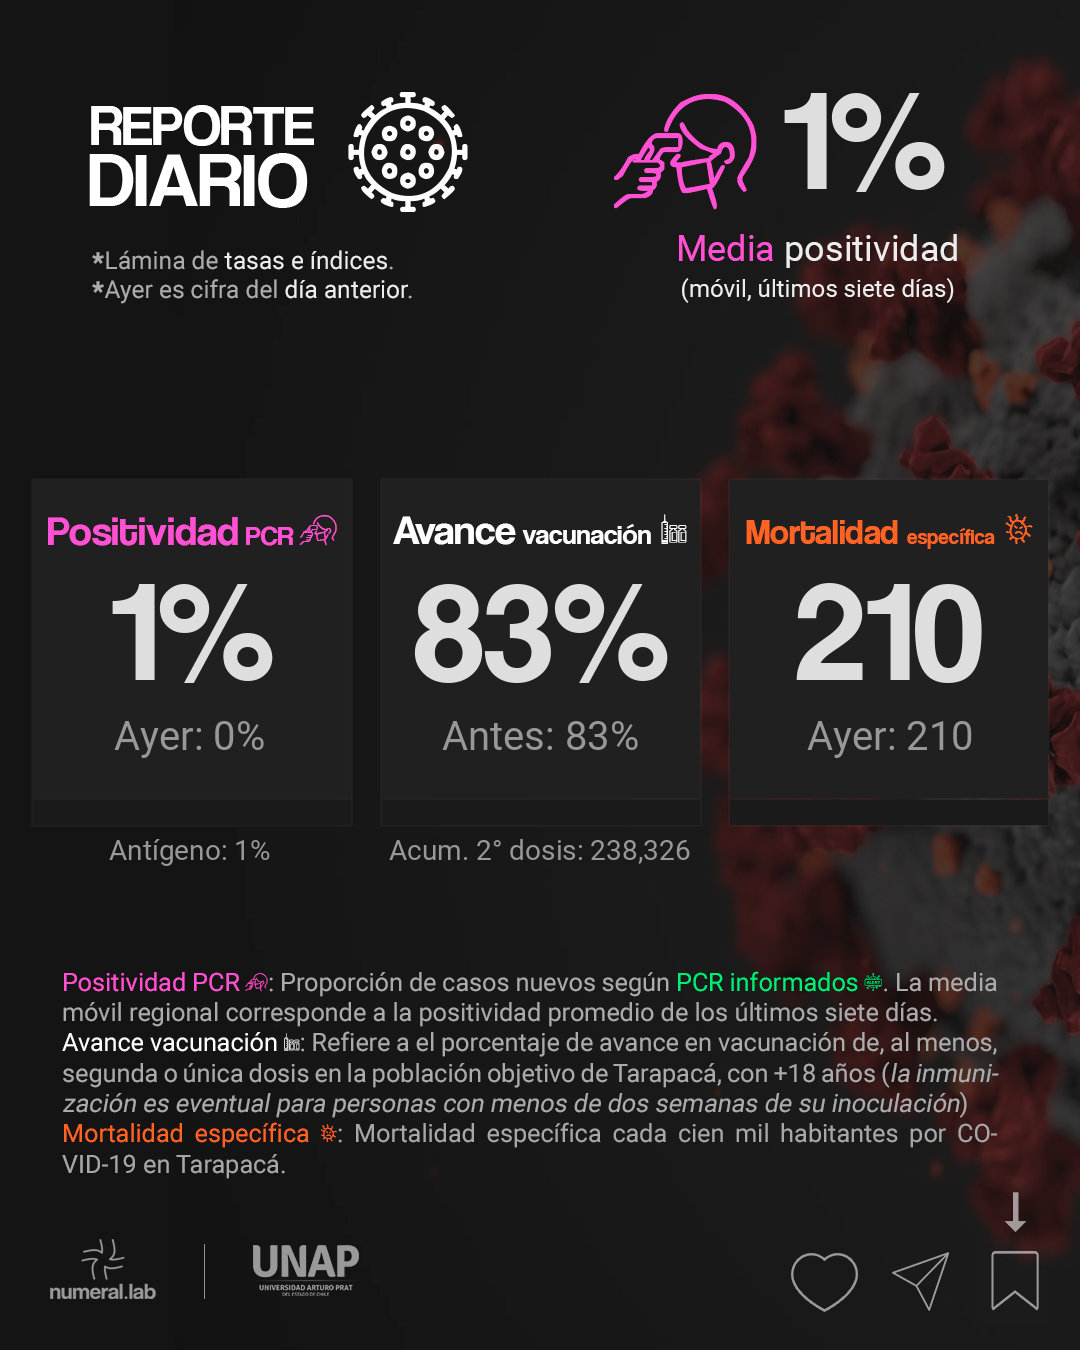 REPORTE
DIARIO
*Lámina de tasas e índices.
*Ayer es cifra del día anterior.
1%
Media positividad
(móvil, últimos siete días)
Positividad PCR
1%
Ayer: 0%
Antígeno: 1%
Avance vacunación
83%
Antes: 83%
Acum. 2° dosis: 238,326
Mortalidad específica
210
Ayer: 210
Positividad PCR : Proporción de casos nuevos según PCR informados . La media
móvil regional corresponde a la positividad promedio de los últimos siete días.
Avance vacunación : Refiere a el porcentaje de avance en vacunación de, al menos,
segunda o única dosis en la población objetivo de Tarapacá, con +18 años (la inmuni-
zación es eventual para personas con menos de dos semanas de su inoculación)
Mortalidad específica : Mortalidad específica cada cien mil habitantes por CO-
VID-19 en Tarapacá.
numeral.lab
UNAP
UNIVERSIDAD ARTURO PRAT
DEL ESTADO DE CHILE